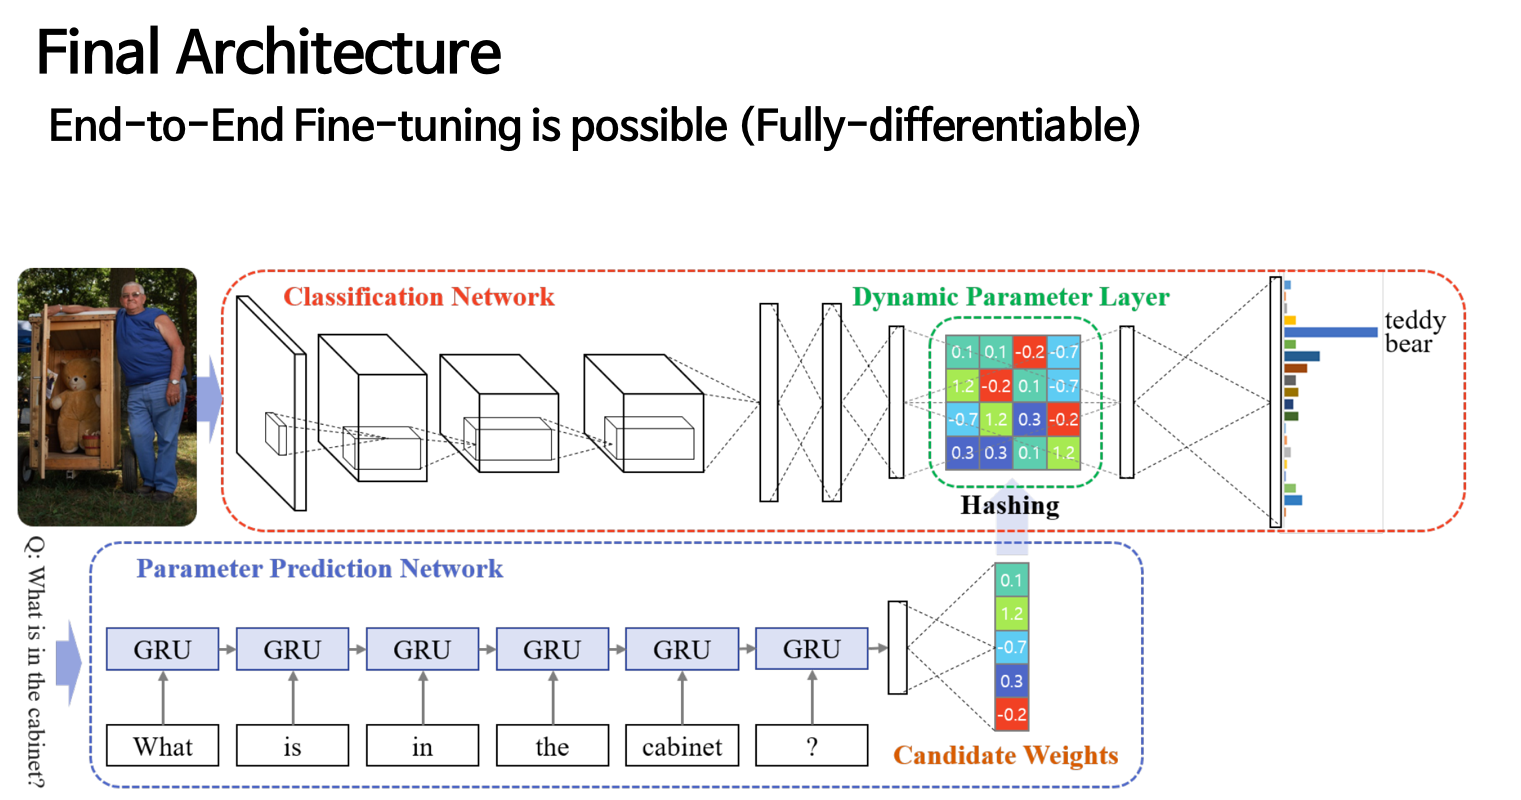 Final Architecture
End-to-End Fine-tuning is possible (Fully-differentiable)
Classification Network
Dynamic Parameter Layer
teddy
bear
0.1 0.1 -0.2 -0.7
1.2 -0.2 0.1 -0.7
-0.7 1.2 0.3 -0.2
0.3 0.3 0.1 1.2
Hashing
Q: What is in the cabinet?
Parameter Prediction Network
GRU GRU GRU GRU GRU GRU
What is in the cabinet ?
0.1
1.2
-0.7
0.3
-0.2
Candidate Weights